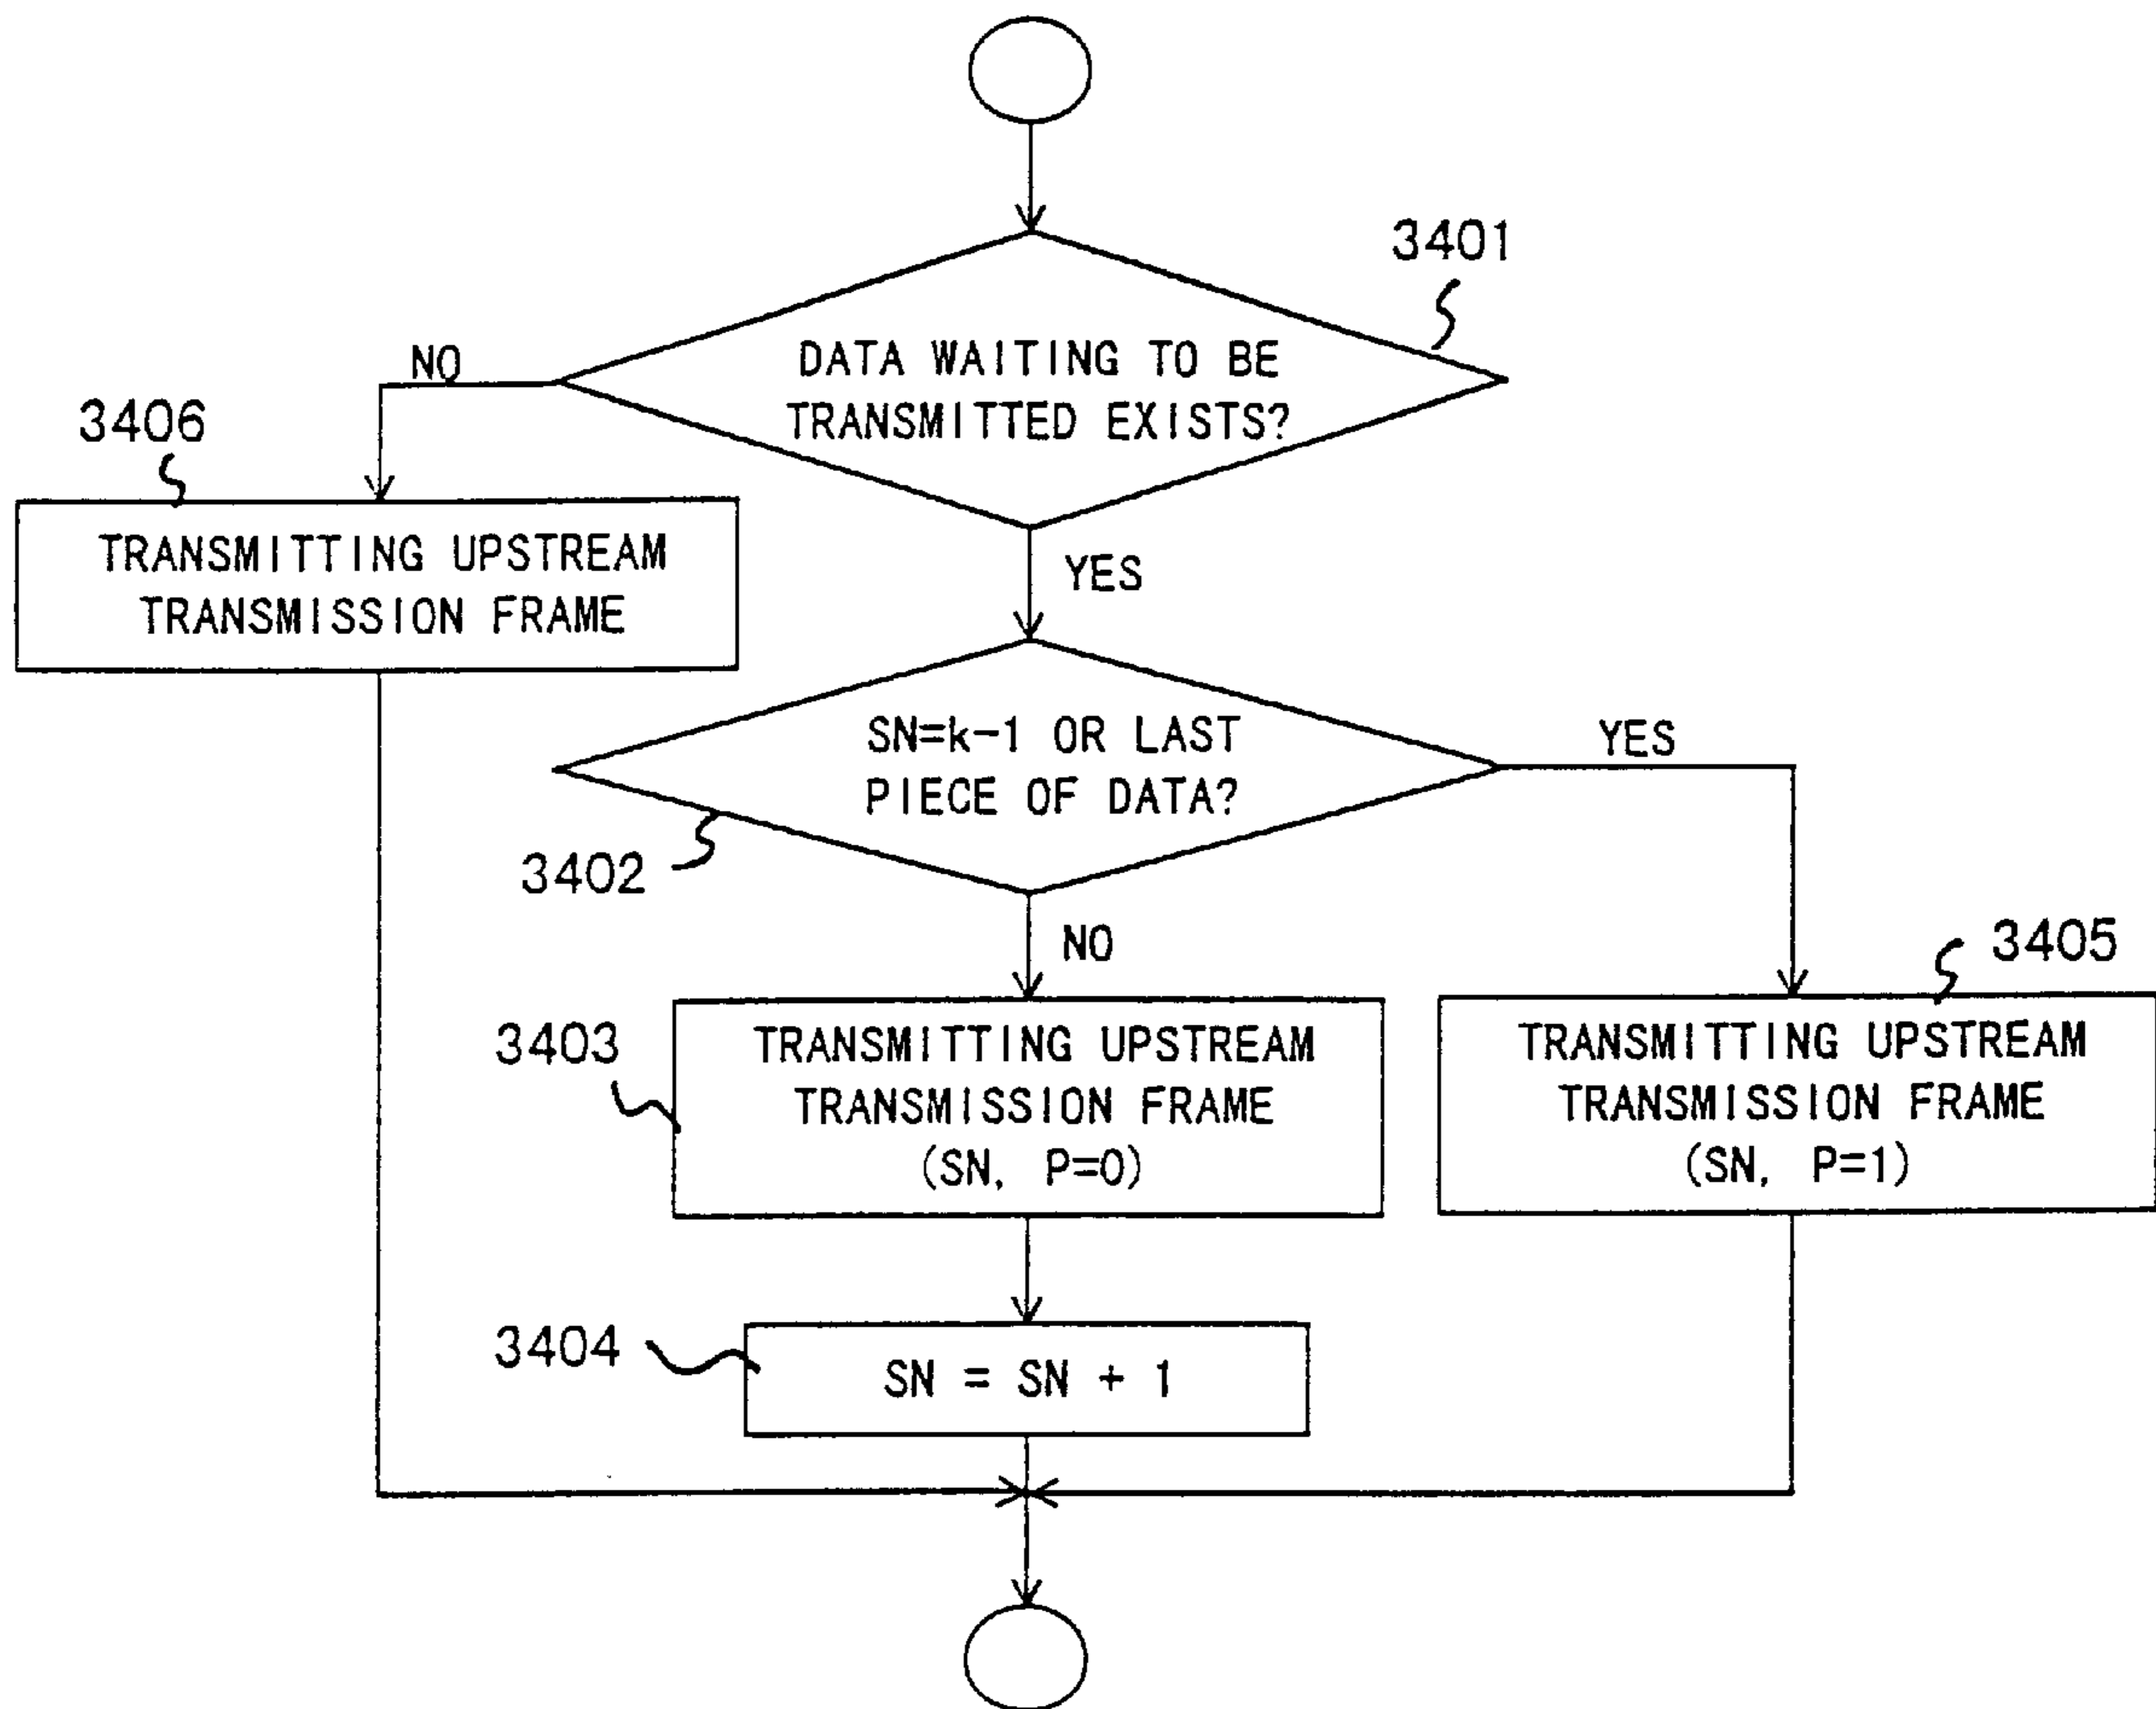 3401
DATA WAITING TO BE
TRANSMITTED EXISTS?
NO
3406
TRANSMITTING UPSTREAM
TRANSMISSION FRAME
YES
SN=k-1 OR LAST
PIECE OF DATA?
YES
3402
NO
3405
3403
TRANSMITTING UPSTREAM
TRANSMISSION FRAME
(SN, P=0)
TRANSMITTING UPSTREAM
TRANSMISSION FRAME
(SN, P=1)
3404
SN = SN + 1